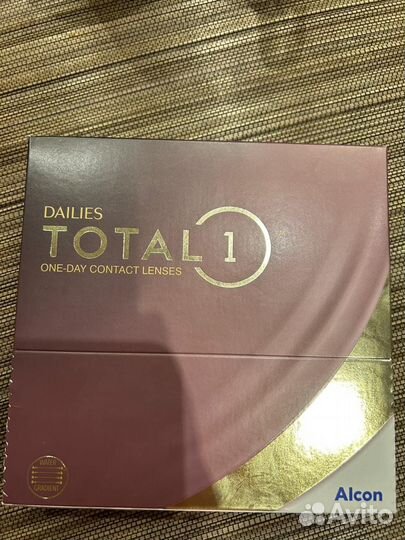 DAILIES
TOTAL 1
ONE-DAY CONTACT LENSES
WATER
GRADIENT
Alcon
Avito